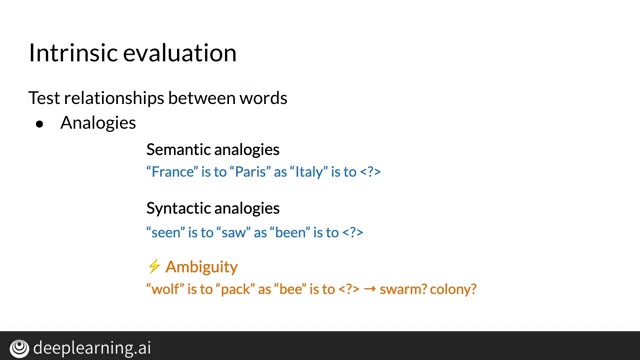 Intrinsic evaluation
Test relationships between words
● Analogies
Semantic analogies
“France” is to “Paris” as “Italy” is to <?>
Syntactic analogies
“seen” is to “saw” as “been” is to <?>
⚡ Ambiguity
“wolf” is to “pack” as “bee” is to <?> → swarm? colony?
deeplearning.ai